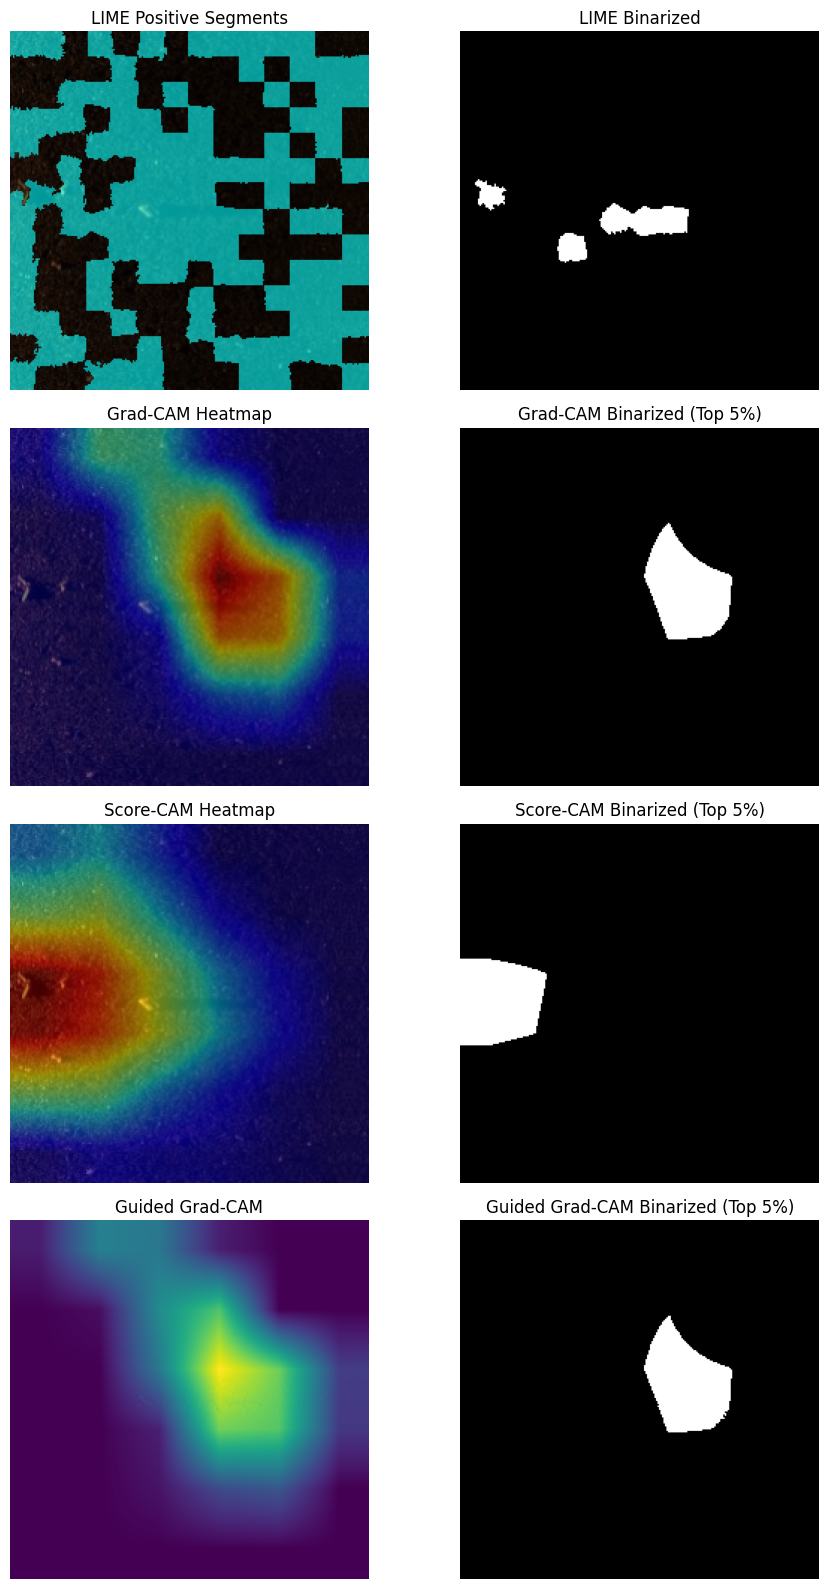 LIME Positive Segments
LIME Binarized
Grad-CAM Heatmap
Grad-CAM Binarized (Top 5%)
Score-CAM Heatmap
Score-CAM Binarized (Top 5%)
Guided Grad-CAM
Guided Grad-CAM Binarized (Top 5%)